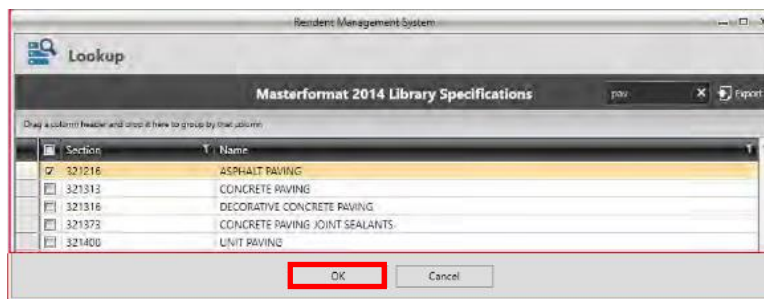 Resident Management System
Lookup
Masterformat 2014 Library Specifications
pav
Export
Drag a column header and drop it here to group by that column
Section Name
321216 ASPHALT PAVING
321313 CONCRETE PAVING
321316 DECORATIVE CONCRETE PAVING
321373 CONCRETE PAVING JOINT SEALANTS
321400 UNIT PAVING
OK Cancel